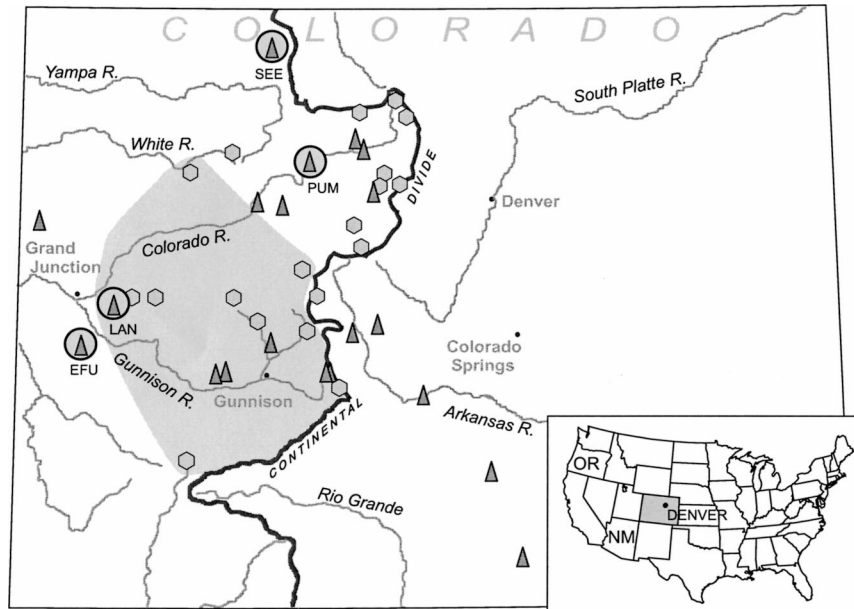 COLORADO
SEE
Yampa R.
South Platte R.
White R.
PUM
DIVIDE
Denver
Colorado R.
Grand
Junction
LAN
EFU
Gunnison R.
Gunnison
Colorado
Springs
CONTINENTAL
Arkansas R.
Rio Grande
OR
DENVER
NM